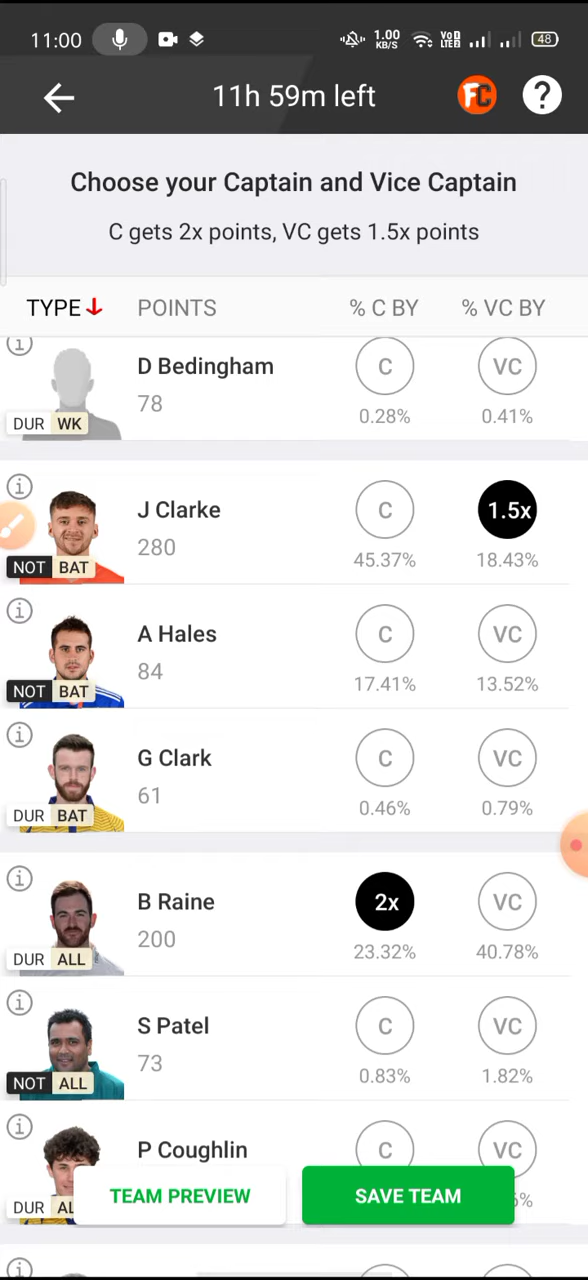 11:00
1.00 KB/S
Vo LTE 2
48
11h 59m left
FC
?
Choose your Captain and Vice Captain
C gets 2x points, VC gets 1.5x points
TYPE POINTS % C BY % VC BY
D Bedingham C VC
78
0.28% 0.41%
DUR WK
J Clarke C 1.5x
280
45.37% 18.43%
NOT BAT
A Hales C VC
84
17.41% 13.52%
NOT BAT
G Clark C VC
61
0.46% 0.79%
DUR BAT
B Raine 2x VC
200
23.32% 40.78%
DUR ALL
S Patel C VC
73
0.83% 1.82%
NOT ALL
P Coughlin C VC
DUR
TEAM PREVIEW SAVE TEAM